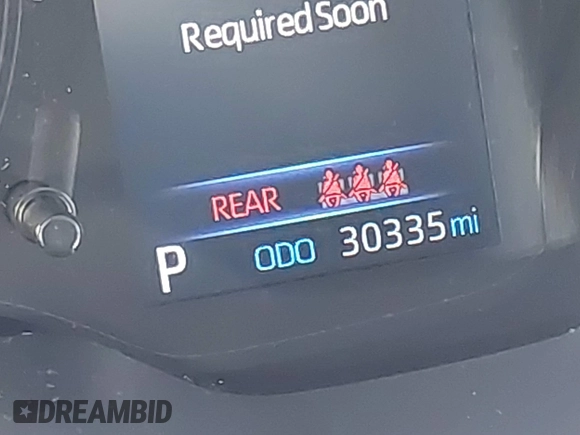 Required Soon
REAR
P ODO 30335 mi
DREAMBID